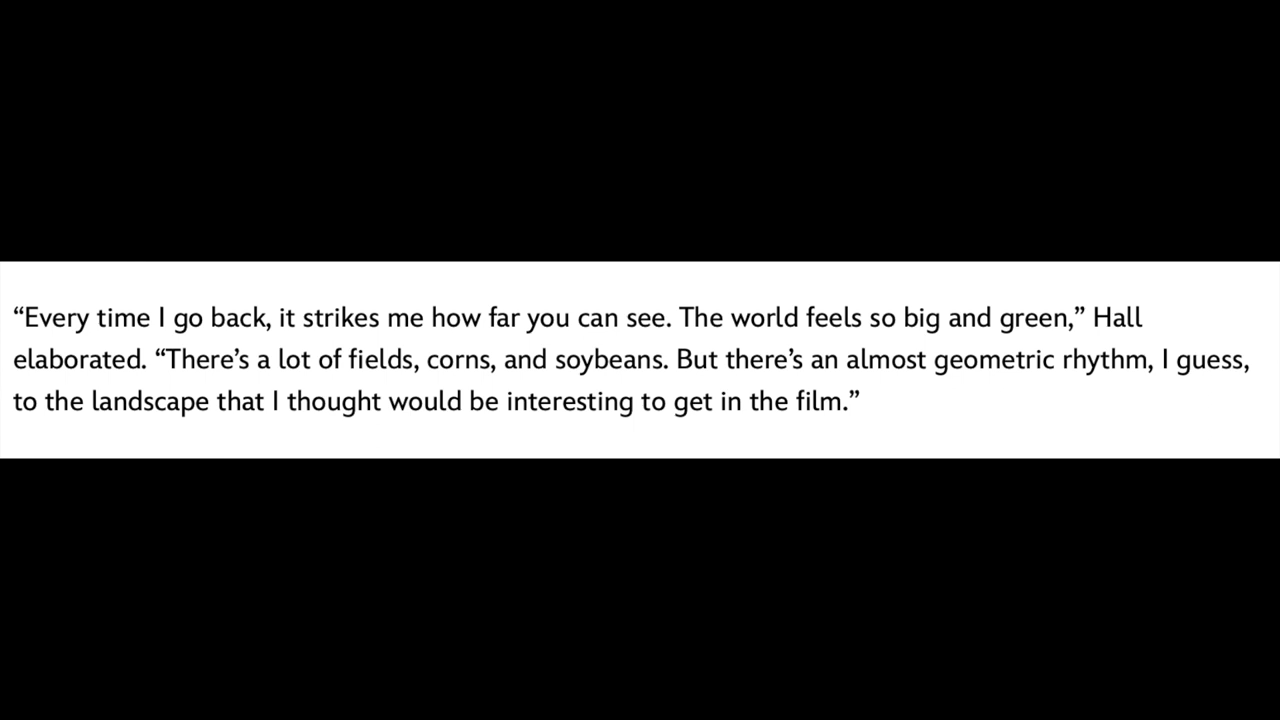 “Every time I go back, it strikes me how far you can see. The world feels so big and green,” Hall
elaborated. “There’s a lot of fields, corns, and soybeans. But there’s an almost geometric rhythm, I guess,
to the landscape that I thought would be interesting to get in the film.”